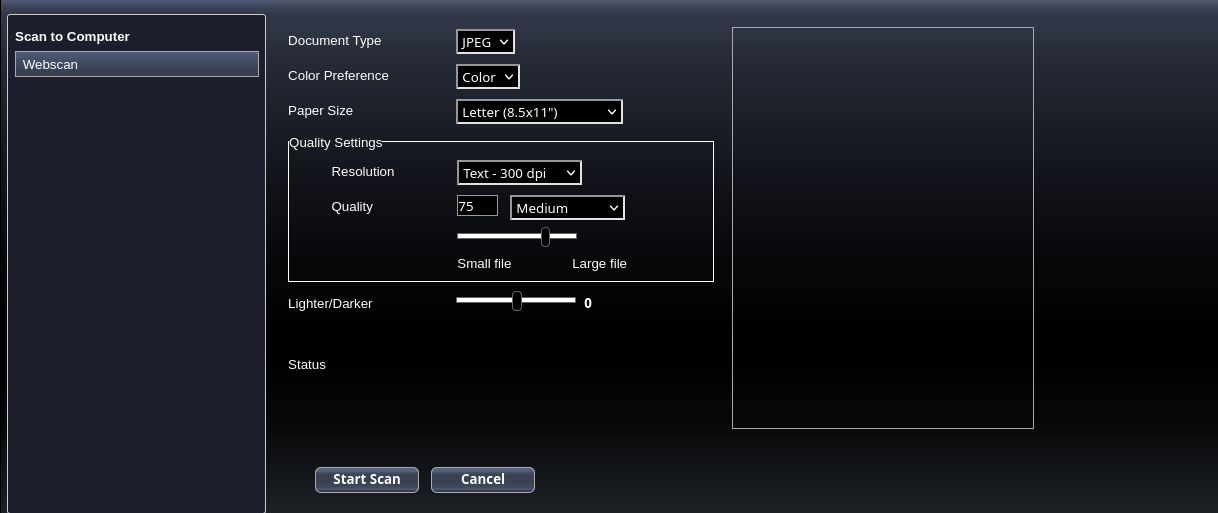 Scan to Computer
Webscan
Document Type JPEG
Color Preference Color
Paper Size Letter (8.5x11")
Quality Settings
Resolution Text - 300 dpi
Quality 75 Medium
Small file Large file
Lighter/Darker 0
Status
Start Scan Cancel